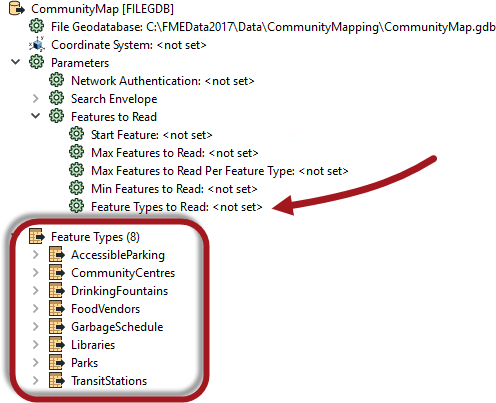 CommunityMap [FILEGDB]
File Geodatabase: C:\FMEData2017\Data\CommunityMapping\CommunityMap.gdb
Coordinate System: <not set>
Parameters
Network Authentication: <not set>
Search Envelope
Features to Read
Start Feature: <not set>
Max Features to Read: <not set>
Max Features to Read Per Feature Type: <not set>
Min Features to Read: <not set>
Feature Types to Read: <not set>
Feature Types (8)
AccessibleParking
CommunityCentres
DrinkingFountains
FoodVendors
GarbageSchedule
Libraries
Parks
TransitStations